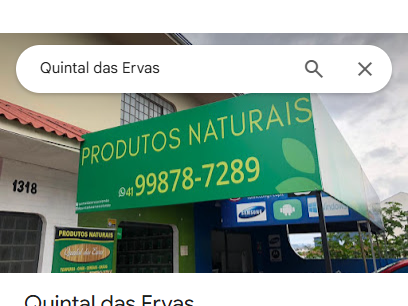 Quintal das Ervas
PRODUTOS NATURAIS
41 99878-7289
1318
SAMSUNG
PRODUTOS NATURAIS
Quintal das Ervas